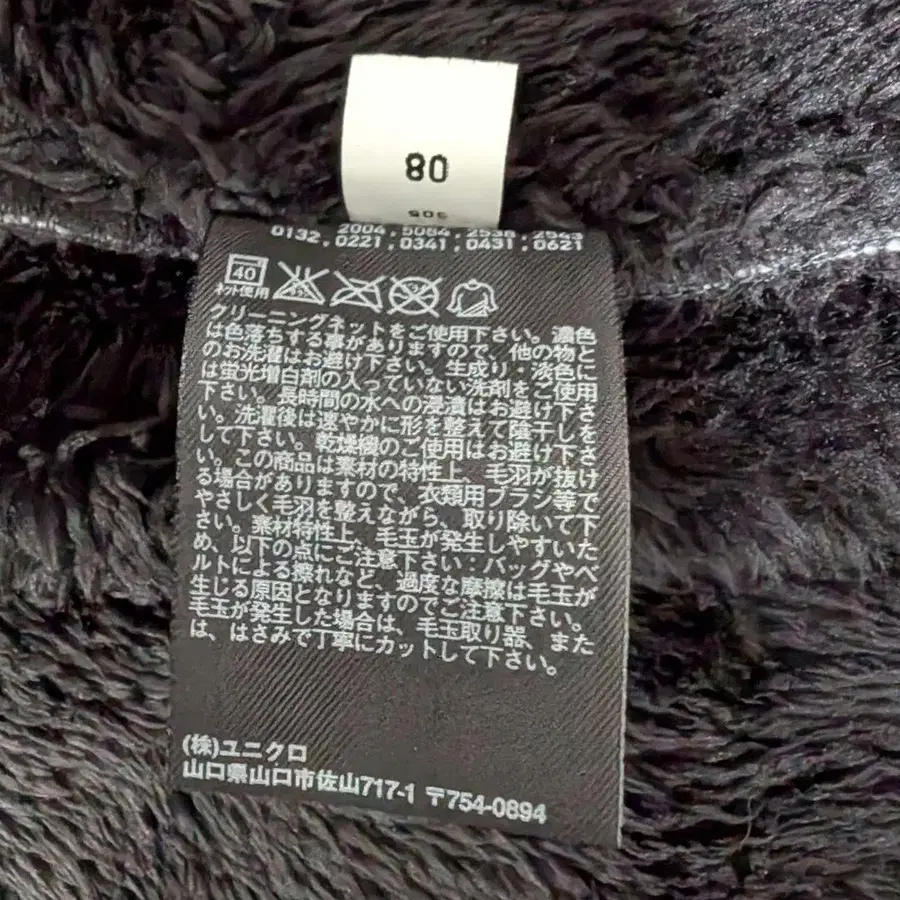 80
2004,5084,2538,2543
0132,0221,0341,0431,0621
40
ネット使用
クリーニングネットをご使用下さい。濃色
は色落ちする事がありますので、他の物と
のお洗濯はお避け下さい。生成り・淡色に
は蛍光増白剤の入っていない洗剤をご使用
下さい。長時間の水への浸漬はお避け下さ
い。洗濯後は速やかに形を整えて陰干しを
して下さい。乾燥機のご使用はお避け下さ
い。この商品は素材の特性上、毛羽が抜け
る場合がありますので、衣類用ブラシ等で
やさしく毛羽を整えながら、取り除いて下
さい。素材特性上、毛玉が発生しやすいた
め、以下の点にご注意下さい：バッグやベ
ルトによる擦れなど、過度な摩擦は毛玉が
生じる原因となりますのでご注意下さい。
毛玉が発生した場合は、毛玉取り器、また
は、はさみで丁寧にカットして下さい。
(株)ユニクロ
山口県山口市佐山717-1 〒754-0894